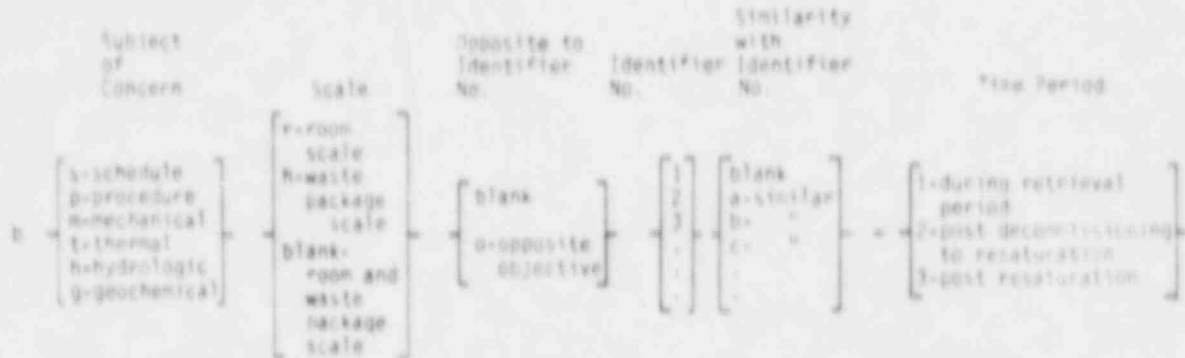 Subject
of
Concern
Scale
Opposite to
Identifier
No.
Identifier
No.
Similarity
with
Identifier
No.
Time Period
b
s=schedule
p=procedure
m=mechanical
t=thermal
h=hydrologic
g=geochemical
r=room
scale
h=waste
package
scale
blank=
room and
waste
package
scale
blank
o=opposite
objective
1
2
3
.
.
.
blank
a=similar
b= "
c= "
.
.
1=during retrieval
period
2=post decommissioning
to resaturation
3=post resaturation